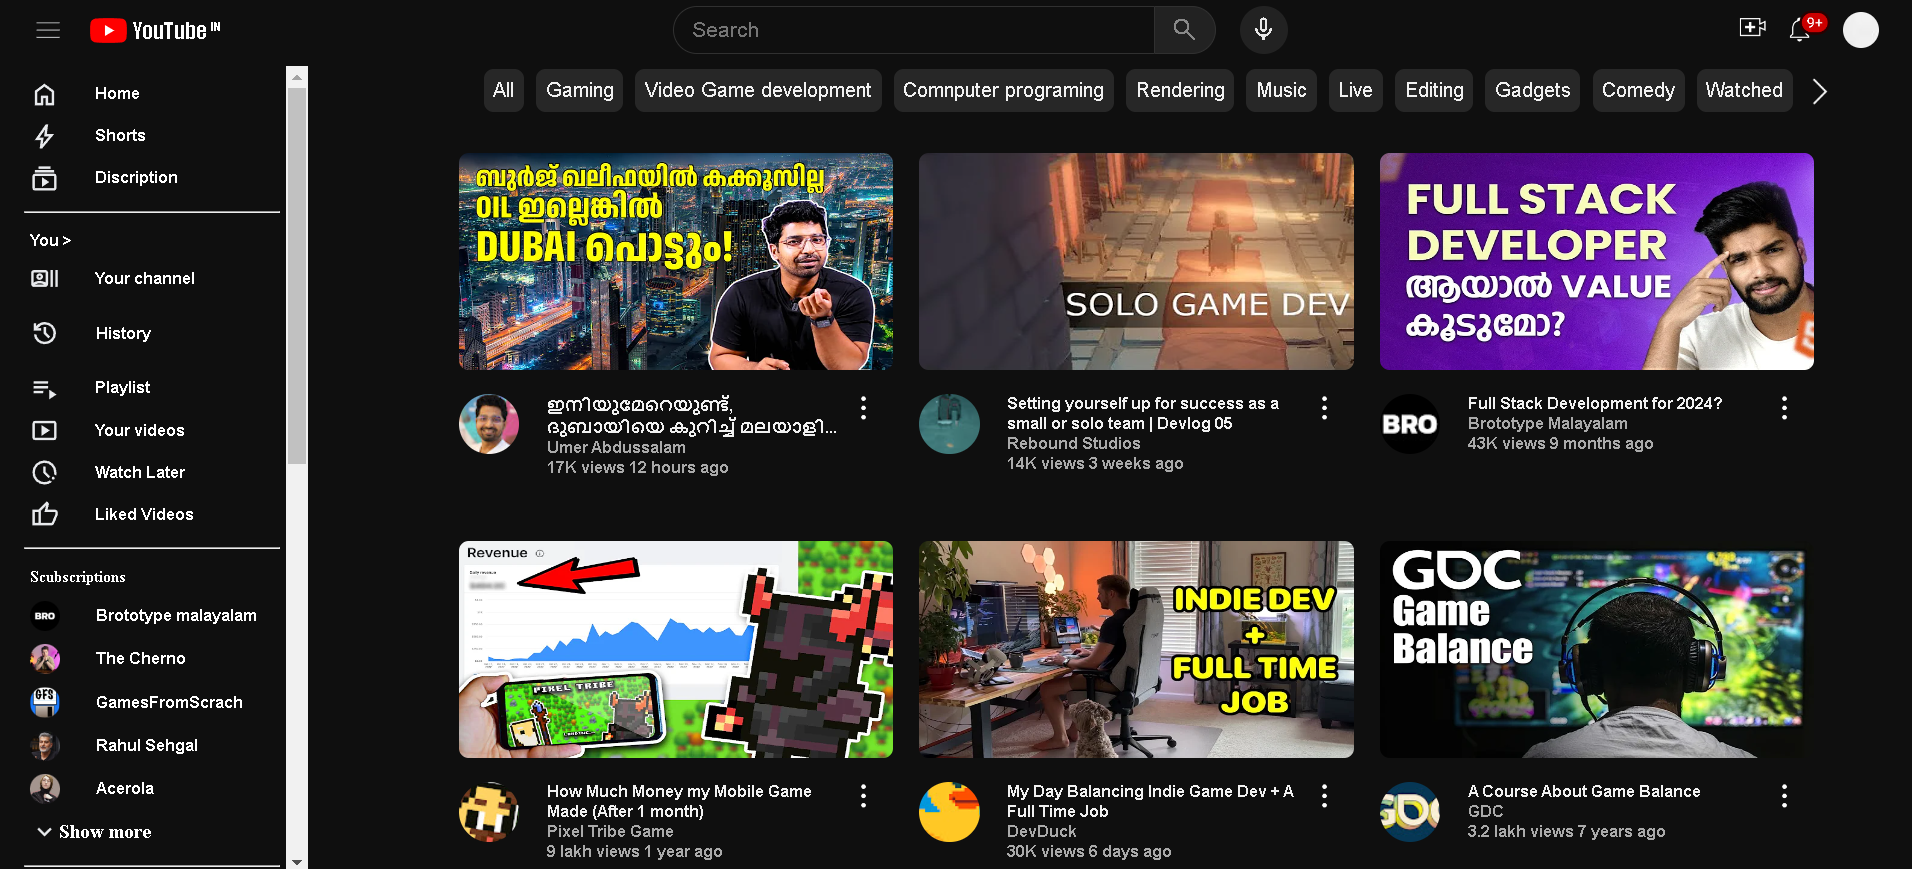 YouTube IN
Search
9+
Home
Shorts
Discription
You >
Your channel
History
Playlist
Your videos
Watch Later
Liked Videos
Scubscriptions
BRO
Brototype malayalam
The Cherno
GFS
GamesFromScrach
Rahul Sehgal
Acerola
Show more
All
Gaming
Video Game development
Comnputer programing
Rendering
Music
Live
Editing
Gadgets
Comedy
Watched
ബുർജ് ഖലീഫയിൽ കക്കൂസില്ല
OIL ഇല്ലെങ്കിൽ
DUBAI പൊട്ടും!
ഇനിയുമേറെയുണ്ട്,
ദുബായിയെ കുറിച്ച് മലയാളി...
Umer Abdussalam
17K views 12 hours ago
SOLO GAME DEV
Setting yourself up for success as a
small or solo team | Devlog 05
Rebound Studios
14K views 3 weeks ago
FULL STACK
DEVELOPER
ആയാൽ VALUE
കൂടുമോ?
BRO
Full Stack Development for 2024?
Brototype Malayalam
43K views 9 months ago
Revenue
Daily revenue
PIXEL TRIBE
LOADING...
How Much Money my Mobile Game
Made (After 1 month)
Pixel Tribe Game
9 lakh views 1 year ago
INDIE DEV
+
FULL TIME
JOB
My Day Balancing Indie Game Dev + A
Full Time Job
DevDuck
30K views 6 days ago
GDC
Game
Balance
GDC
A Course About Game Balance
GDC
3.2 lakh views 7 years ago